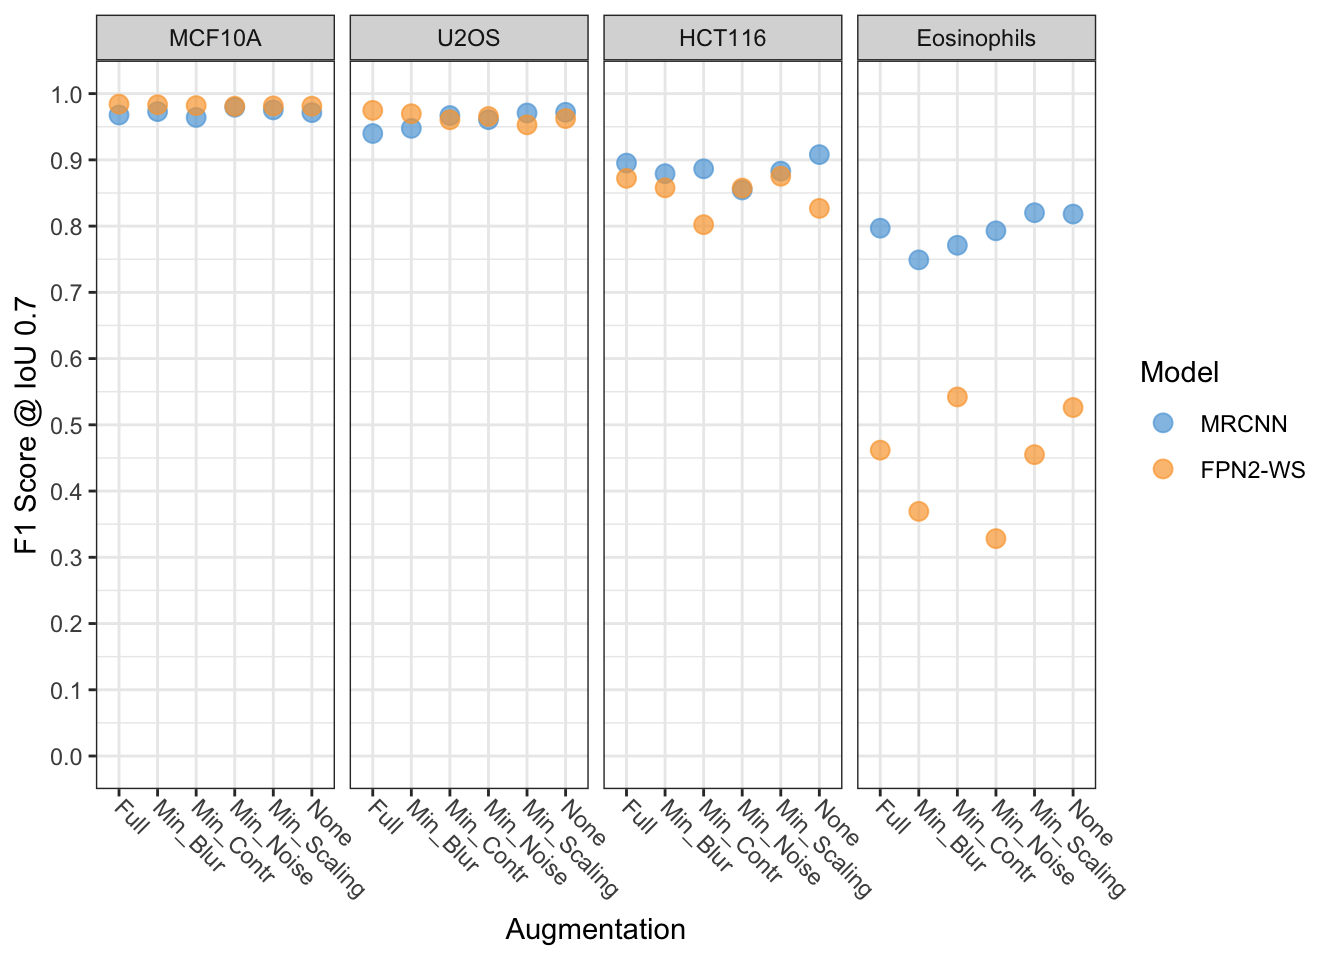 MCF10A
U2OS
HCT116
Eosinophils
F1 Score @ IoU 0.7
1.0
0.9
0.8
0.7
0.6
0.5
0.4
0.3
0.2
0.1
0.0
Full
Min_Blur
Min_Contr
Min_Noise
Min_Scaling
None
Full
Min_Blur
Min_Contr
Min_Noise
Min_Scaling
None
Full
Min_Blur
Min_Contr
Min_Noise
Min_Scaling
None
Full
Min_Blur
Min_Contr
Min_Noise
Min_Scaling
None
Augmentation
Model
MRCNN
FPN2-WS